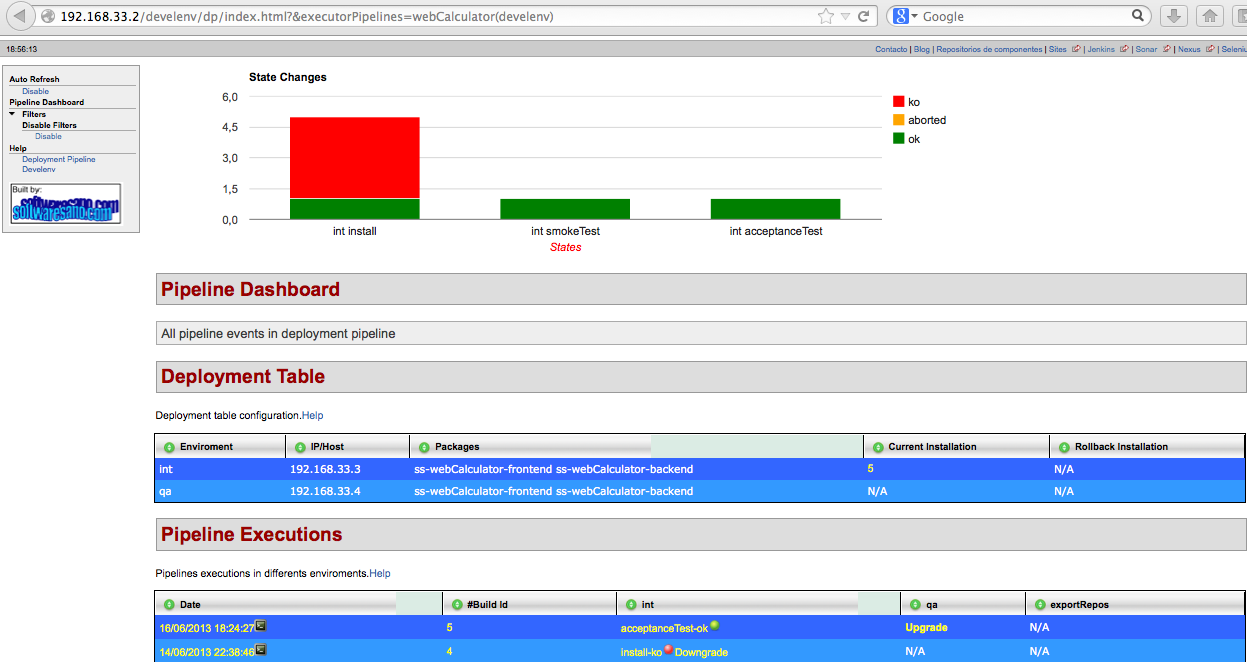 192.168.33.2/develenv/dp/index.html?&executorPipelines=webCalculator(develenv)
8 Google
18:56:13
Contacto | Blog | Repositorios de componentes | Sites | Jenkins | Sonar | Nexus | Seleniu
Auto Refresh
Disable
Pipeline Dashboard
Filters
Disable Filters
Disable
Help
Deployment Pipeline
Develenv
Built by:
softwaresano.com
softwaresano.com
State Changes
6,0
4,5
3,0
1,5
0,0
int install int smokeTest int acceptanceTest
States
ko
aborted
ok
Pipeline Dashboard
All pipeline events in deployment pipeline
Deployment Table
Deployment table configuration.Help
Enviroment IP/Host Packages Current Installation Rollback Installation
int 192.168.33.3 ss-webCalculator-frontend ss-webCalculator-backend 5 N/A
qa 192.168.33.4 ss-webCalculator-frontend ss-webCalculator-backend N/A N/A
Pipeline Executions
Pipelines executions in differents enviroments.Help
Date #Build Id int qa exportRepos
16/06/2013 18:24:27 5 acceptanceTest-ok Upgrade N/A
14/06/2013 22:38:46 4 install-ko Downgrade N/A N/A